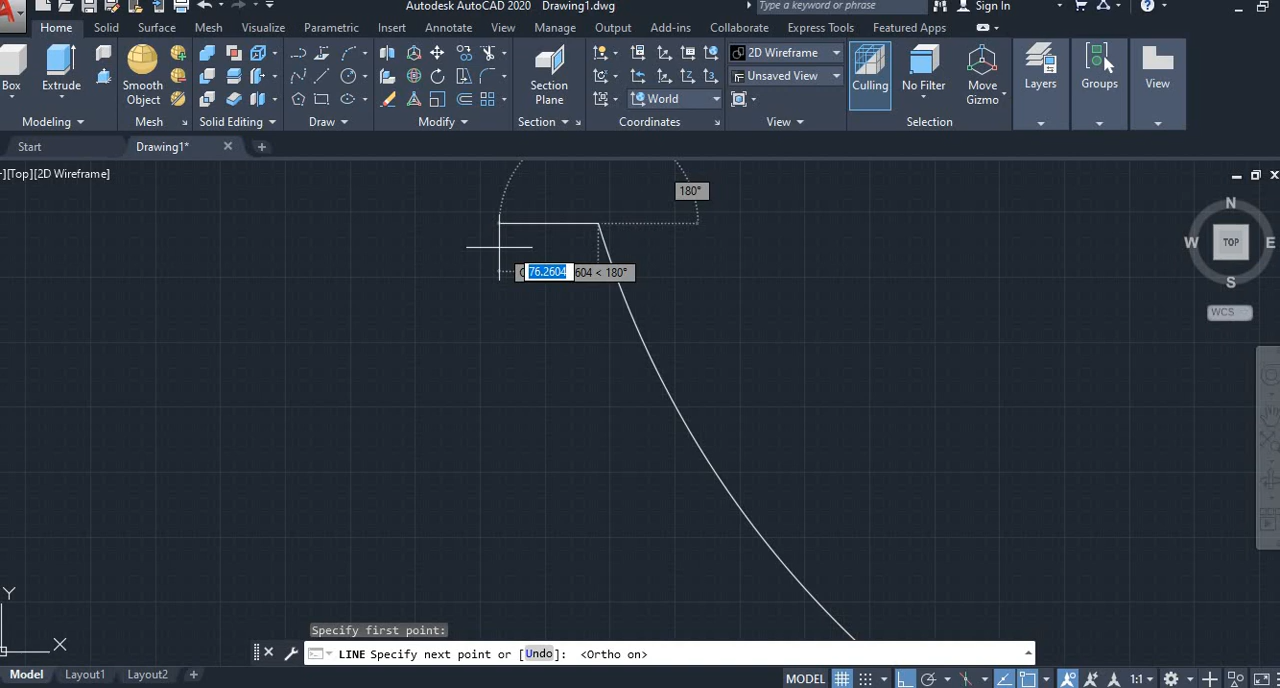 Autodesk AutoCAD 2020 Drawing1.dwg
Type a keyword or phrase
Sign In
Home Solid Surface Mesh Visualize Parametric Insert Annotate View Manage Output Add-ins Collaborate Express Tools Featured Apps
2D Wireframe
Unsaved View
World
Box
Extrude
Smooth
Object
Section
Plane
Culling
No Filter
Move
Gizmo
Layers
Groups
View
Modeling
Mesh
Solid Editing
Draw
Modify
Section
Coordinates
View
Selection
Start
Drawing1*
-][Top][2D Wireframe]
180°
76.2604
604 < 180°
N
W
TOP
E
S
WCS
Y
X
Specify first point:
LINE Specify next point or [Undo]: <Ortho on>
Model
Layout1
Layout2
MODEL
1:1